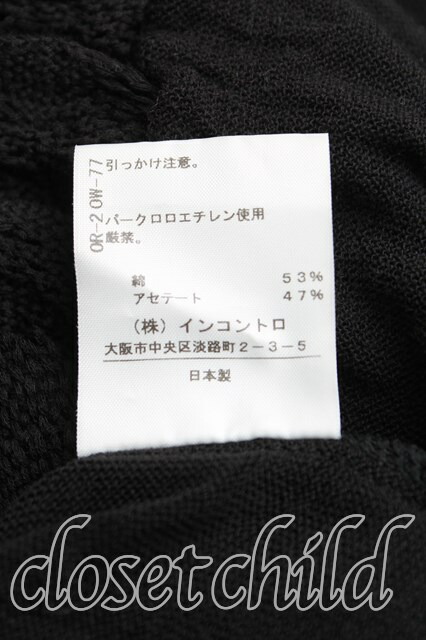 OR-20W-77
引っかけ注意。
パークロロエチレン使用
厳禁。
綿 53%
アセテート 47%
(株)インコントロ
大阪市中央区淡路町2-3-5
日本製
closet child